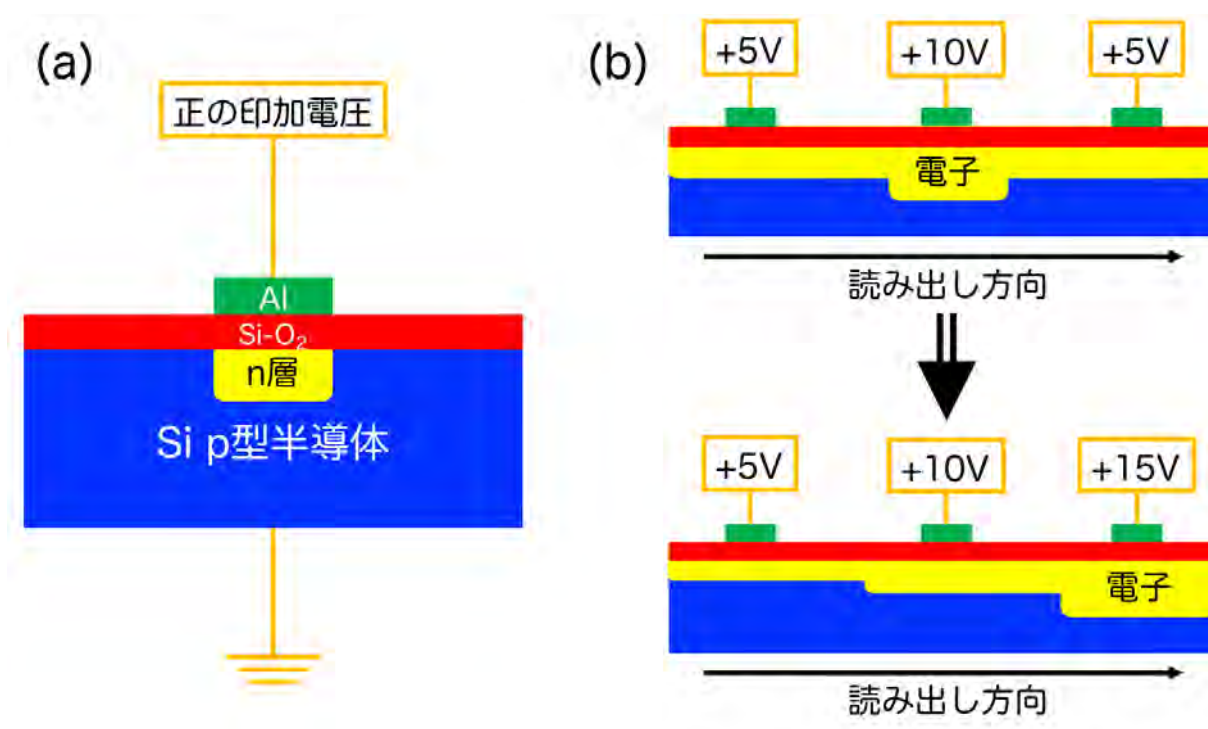 (a)
正の印加電圧
Al
Si-O₂
n層
Si p型半導体
(b)
+5V
+10V
+5V
電子
読み出し方向
+5V
+10V
+15V
電子
読み出し方向